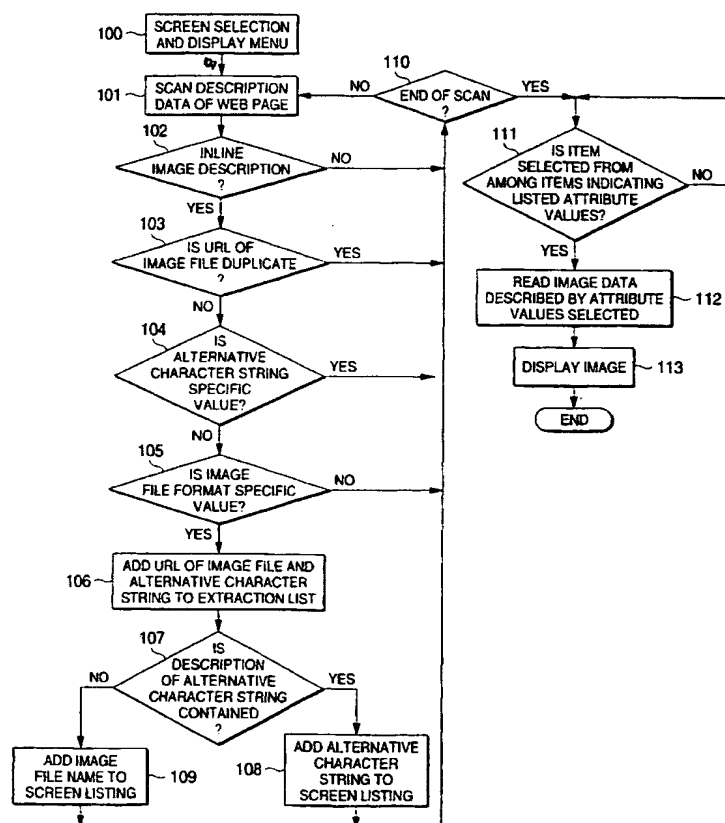 100
SCREEN SELECTION
AND DISPLAY MENU
101
SCAN DESCRIPTION
DATA OF WEB PAGE
102
INLINE
IMAGE DESCRIPTION
?
NO
YES
103
IS URL OF
IMAGE FILE DUPLICATE
?
YES
NO
104
IS
ALTERNATIVE
CHARACTER STRING
SPECIFIC
VALUE?
YES
NO
105
IS IMAGE
FILE FORMAT SPECIFIC
VALUE?
NO
YES
106
ADD URL OF IMAGE FILE AND
ALTERNATIVE CHARACTER
STRING TO EXTRACTION LIST
107
IS
DESCRIPTION
OF ALTERNATIVE
CHARACTER STRING
CONTAINED
?
NO
YES
ADD IMAGE
FILE NAME TO
SCREEN LISTING
109
108
ADD ALTERNATIVE
CHARACTER
STRING TO
SCREEN LISTING
110
END OF SCAN
?
NO
YES
111
IS ITEM
SELECTED FROM
AMONG ITEMS INDICATING
LISTED ATTRIBUTE
VALUES?
NO
YES
READ IMAGE DATA
DESCRIBED BY ATTRIBUTE
VALUES SELECTED
112
DISPLAY IMAGE
113
END